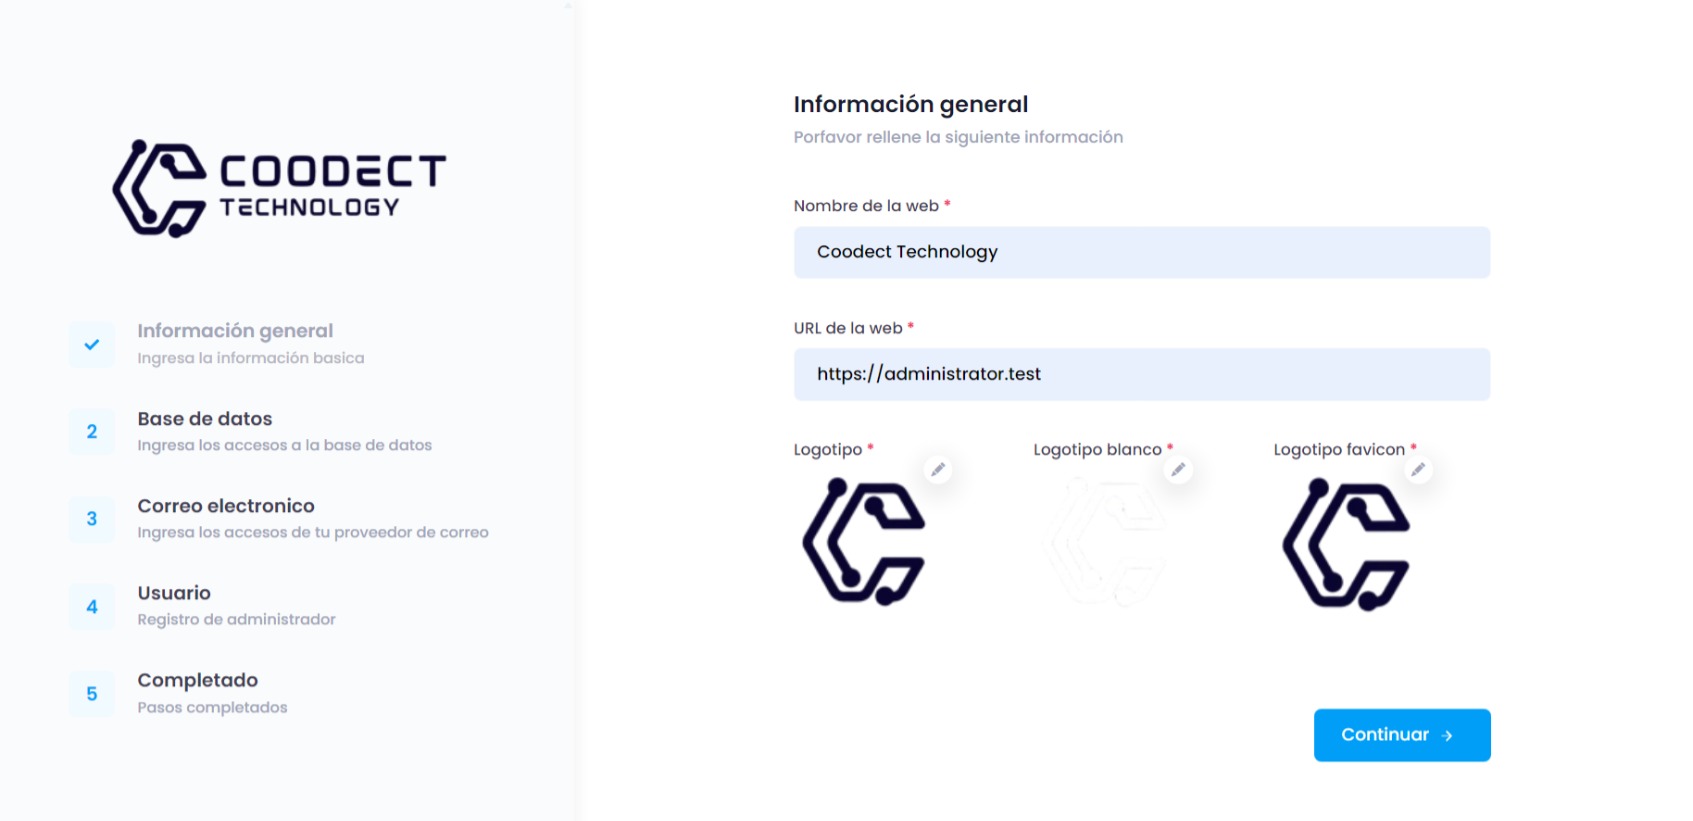 COODECT
TECHNOLOGY
Información general
Ingresa la información basica
2
Base de datos
Ingresa los accesos a la base de datos
3
Correo electronico
Ingresa los accesos de tu proveedor de correo
4
Usuario
Registro de administrador
5
Completado
Pasos completados
Información general
Porfavor rellene la siguiente información
Nombre de la web *
Coodect Technology
URL de la web *
https://administrator.test
Logotipo *
Logotipo blanco *
Logotipo favicon *
Continuar →